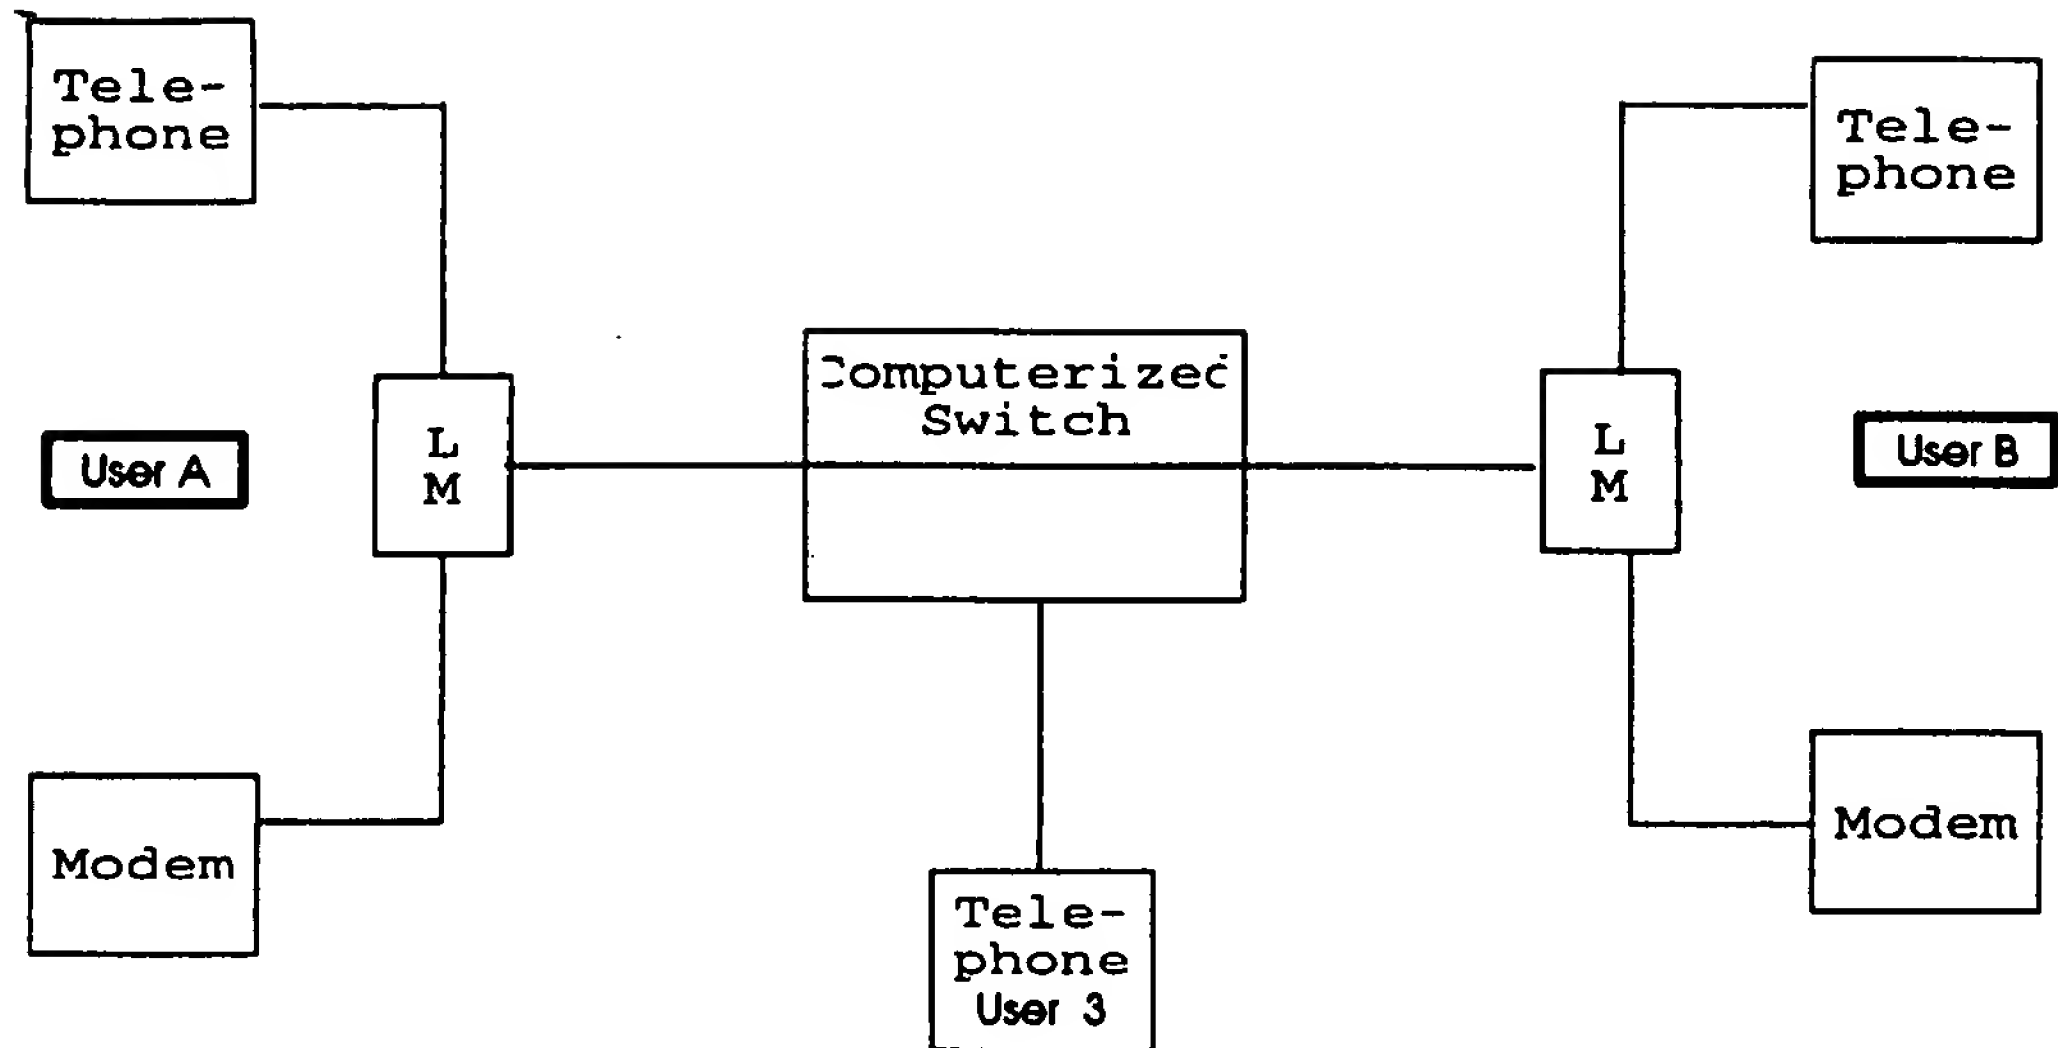 Tele-
phone
Tele-
phone
Computerized
Switch
L
M
L
M
User A
User B
Modem
Modem
Tele-
phone
User 3